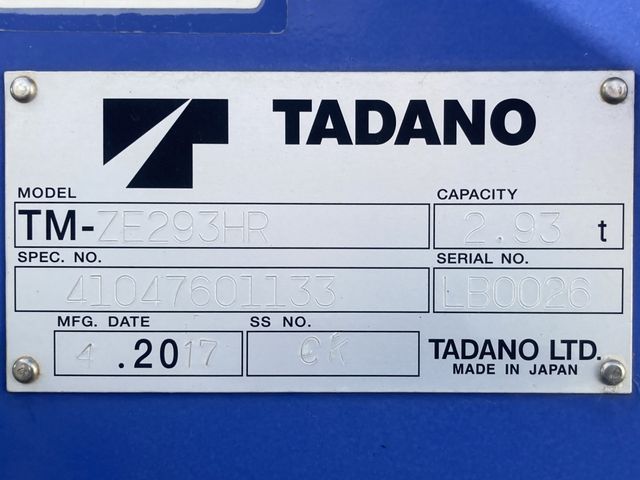 TADANO
MODEL CAPACITY
TM-ZE293HR 2.93 t
SPEC. NO. SERIAL NO.
41047601133 LB0026
MFG. DATE SS NO.
4 .2017 CK TADANO LTD.
MADE IN JAPAN